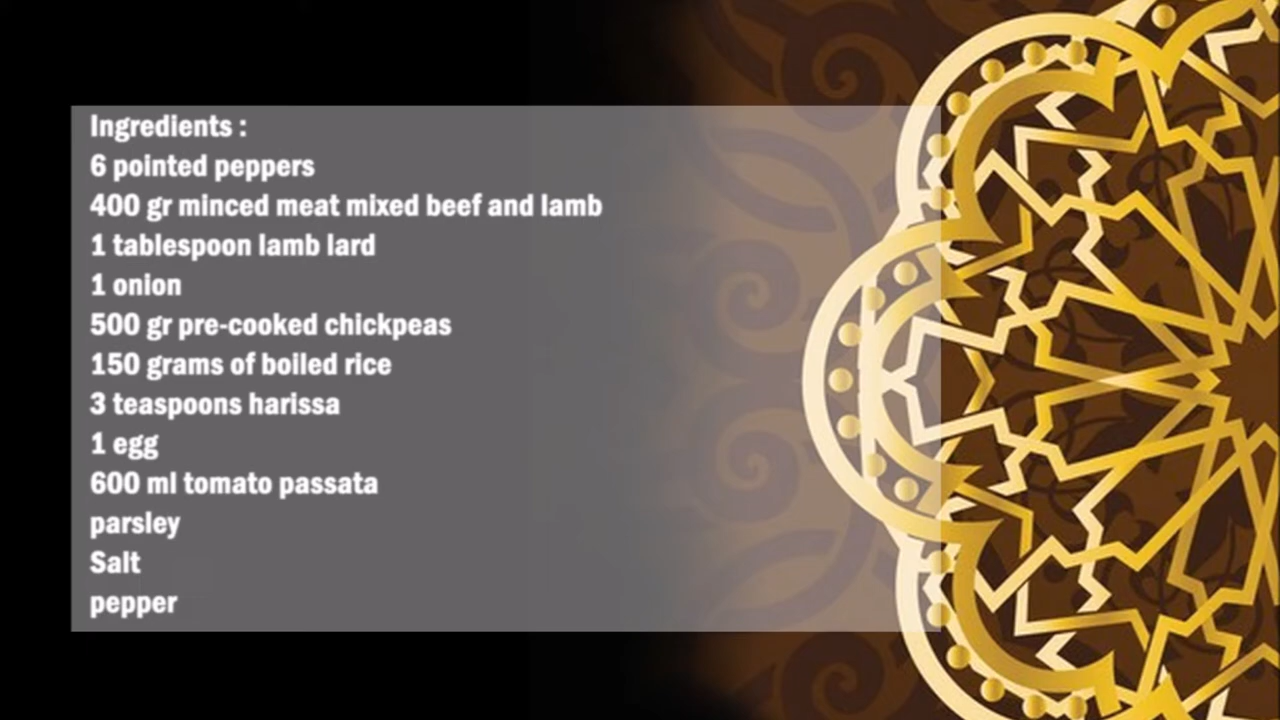 Ingredients :
6 pointed peppers
400 gr minced meat mixed beef and lamb
1 tablespoon lamb lard
1 onion
500 gr pre-cooked chickpeas
150 grams of boiled rice
3 teaspoons harissa
1 egg
600 ml tomato passata
parsley
Salt
pepper